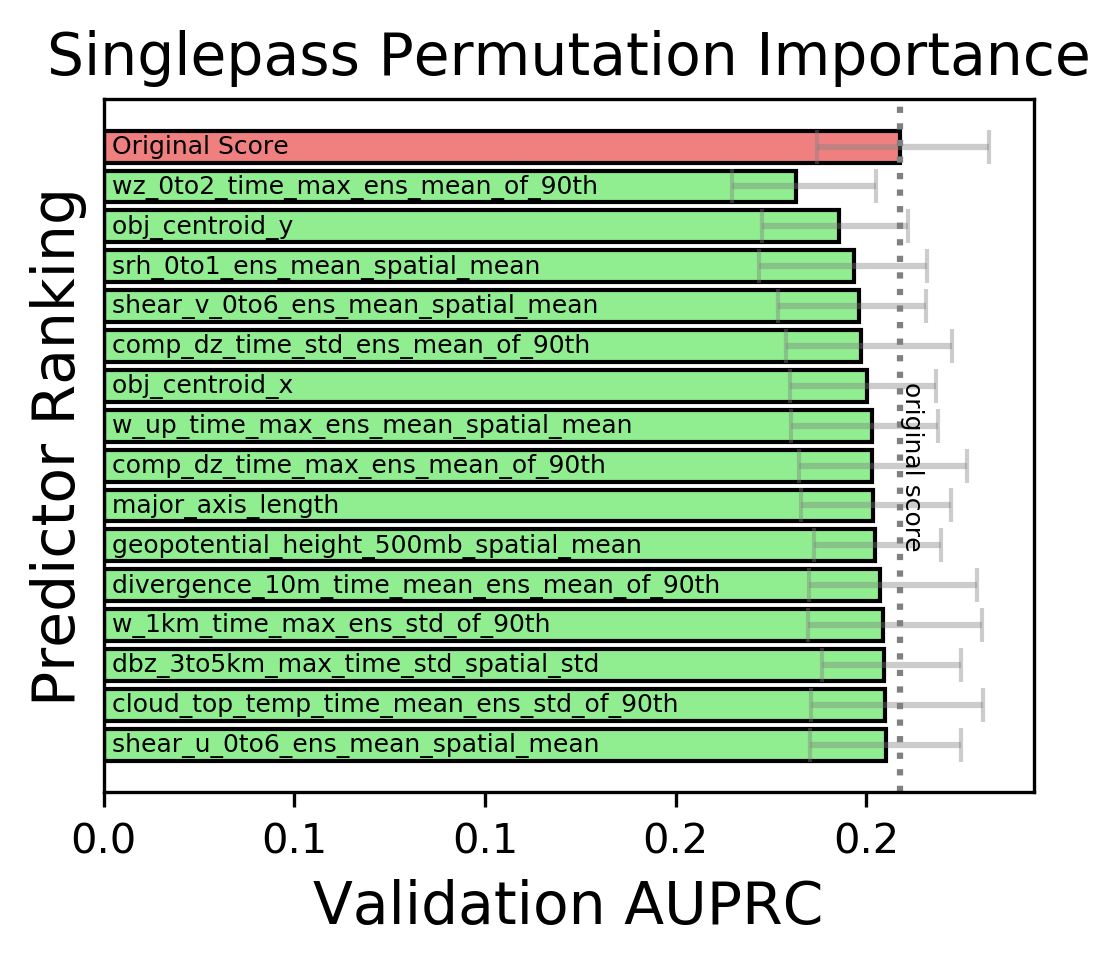 Singlepass Permutation Importance
Predictor Ranking
Original Score
wz_0to2_time_max_ens_mean_of_90th
obj_centroid_y
srh_0to1_ens_mean_spatial_mean
shear_v_0to6_ens_mean_spatial_mean
comp_dz_time_std_ens_mean_of_90th
obj_centroid_x
w_up_time_max_ens_mean_spatial_mean
comp_dz_time_max_ens_mean_of_90th
major_axis_length
geopotential_height_500mb_spatial_mean
divergence_10m_time_mean_ens_mean_of_90th
w_1km_time_max_ens_std_of_90th
dbz_3to5km_max_time_std_spatial_std
cloud_top_temp_time_mean_ens_std_of_90th
shear_u_0to6_ens_mean_spatial_mean
original score
0.0 0.1 0.1 0.2 0.2
Validation AUPRC